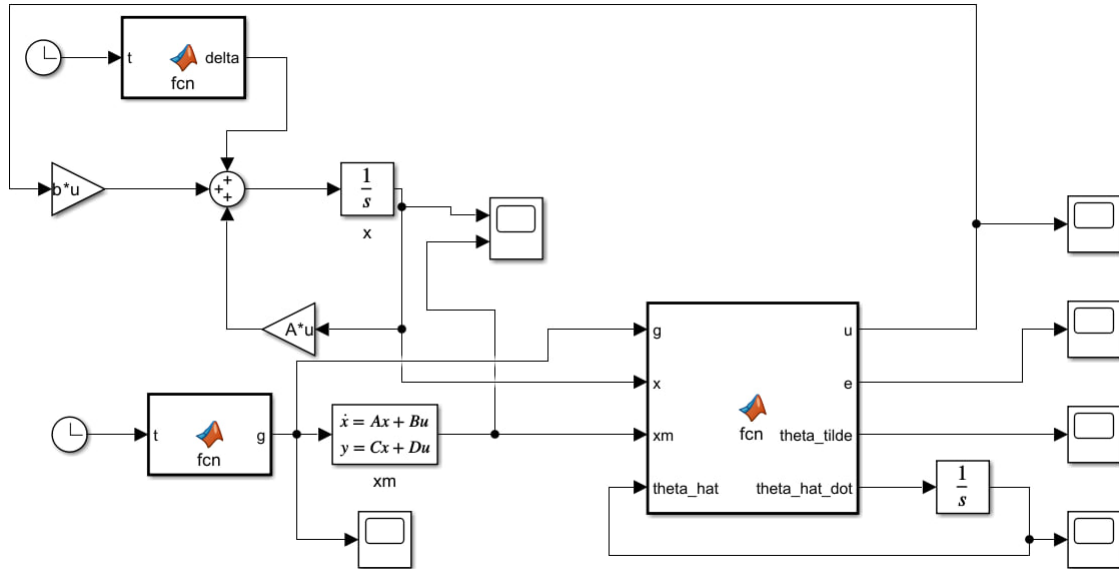 t
delta
fcn
b*u
+
+
+
1
s
x
A*u
t
g
fcn
ẋ = Ax + Bu
y = Cx + Du
xm
g
x
xm
theta_hat
fcn
u
e
theta_tilde
theta_hat_dot
1
s